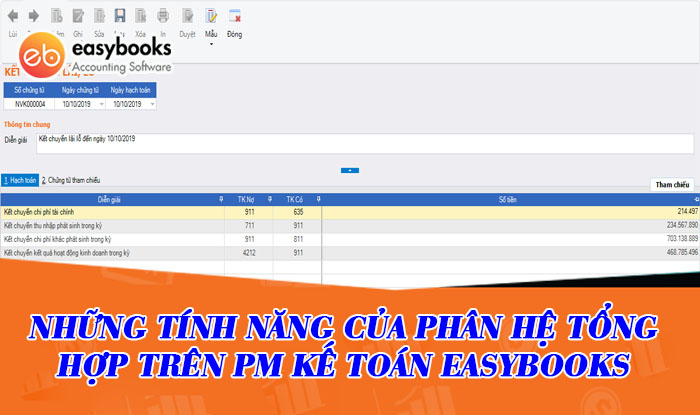 Lùi
Ghi
Sửa
Xóa
In
Duyệt
Mẫu
Đóng
eb easybooks
Accounting Software
Số chứng từ Ngày chứng từ Ngày hạch toán
NVK000004 10/10/2019 10/10/2019
Thông tin chung
Diễn giải Kết chuyển lãi lỗ đến ngày 10/10/2019
1. Hạch toán 2. Chứng từ tham chiếu
Tham chiếu
Diễn giải TK Nợ TK Có Số tiền
Kết chuyển chi phí tài chính 911 635 214.497
Kết chuyển thu nhập phát sinh trong kỳ 711 911 234.567.890
Kết chuyển chi phí khác phát sinh trong kỳ 911 811 703.138.889
Kết chuyển kết quả hoạt động kinh doanh trong kỳ 4212 911 468.785.496
NHỮNG TÍNH NĂNG CỦA PHÂN HỆ TỔNG
HỢP TRÊN PM KẾ TOÁN EASYBOOKS